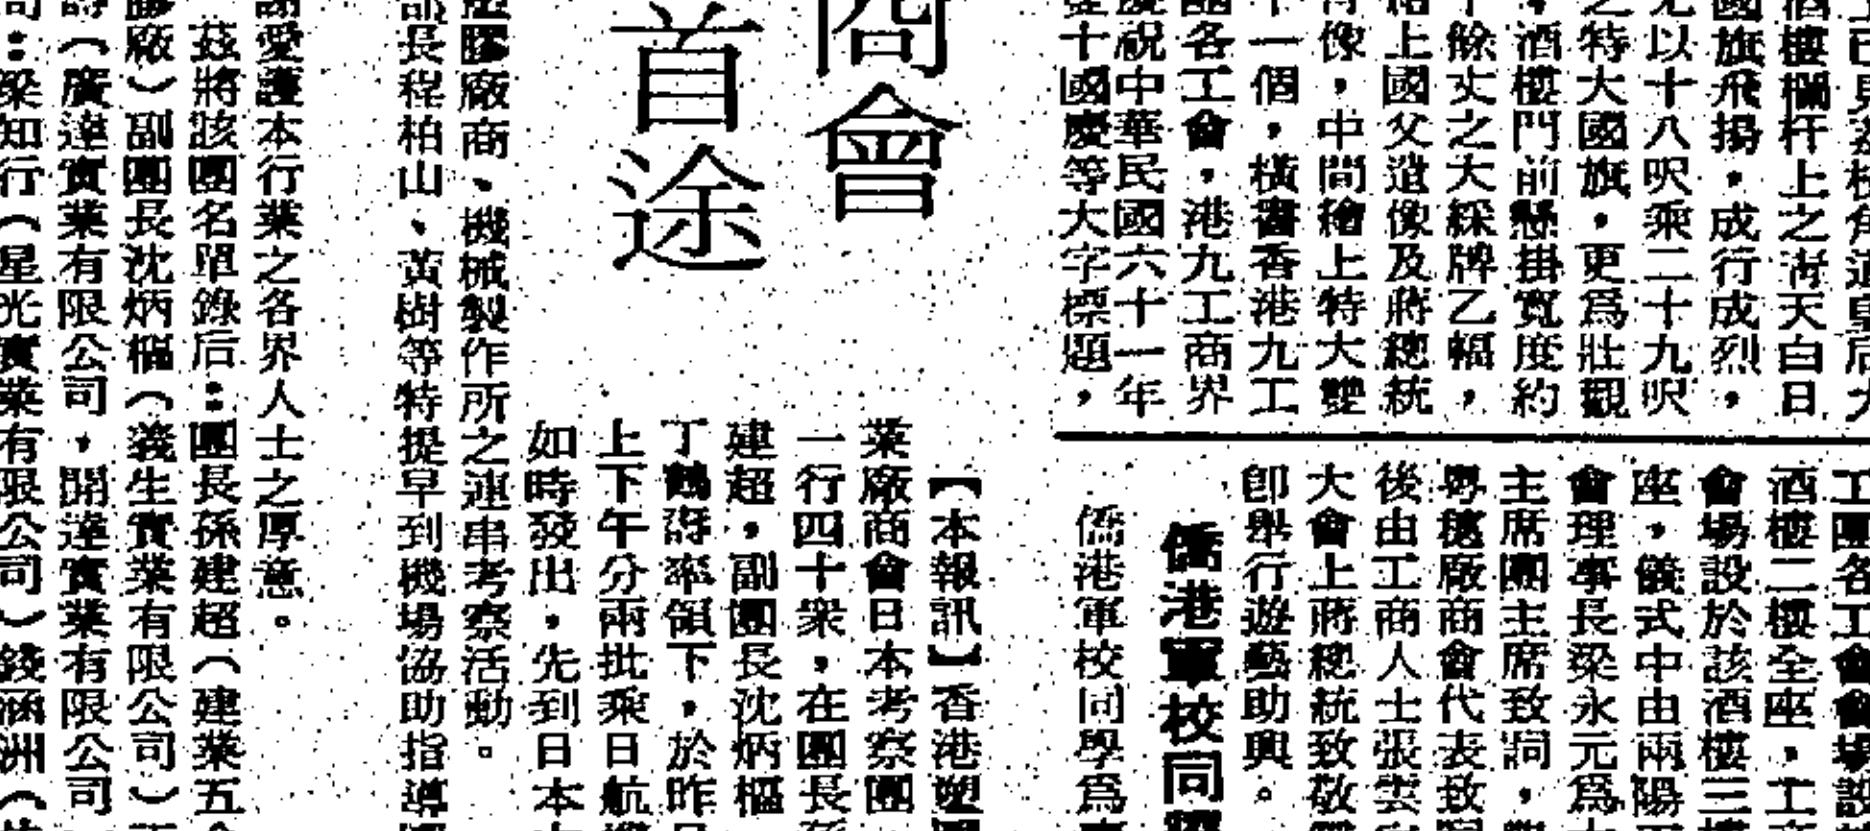 酒樓欄杆上之青天白日
國旗飛揚，成行成烈，
以十八呎乘二十九呎
之特大國旗，更爲壯觀
，酒樓門前懸掛寬度約
餘丈之大綵牌乙幅，
上國父遺像及蔣總統
像，中間繪上特大雙
十一個，橫書香港九工
團各工會，港九工商界
慶祝中華民國六十一年
雙十國慶等大字標題，
工團各工會會場設
酒樓二樓全座，工
會場設於該酒樓三樓
座，儀式中由兩陽
會理事長梁永元爲
主席團主席致詞，
粵穗廠商會代表致
後由工商人士張雲
大會上蔣總統致敬
卽舉行遊藝助興。
僑港軍校同
僑港軍校同學爲
商會
首途
【本報訊】香港塑
業廠商會日本考察團
一行四十衆，在團長孫
建超，副團長沈炳樞
丁鶴壽率領下，於昨日
上下午分兩批乘日航機
如時發出，先到日本
膠廠商、機械製作所之連串考察活動。
部長程柏山、黃樹等特提早到機場協助指導
愛護本行業之各界人士之厚意。
茲將該團名單錄后：團長孫建超（建業五金
膠廠）副團長沈炳樞（義生實業有限公司）
（廣達實業有限公司，開達實業有限公司
：梁知行（星光實業有限公司）錢涵洲（